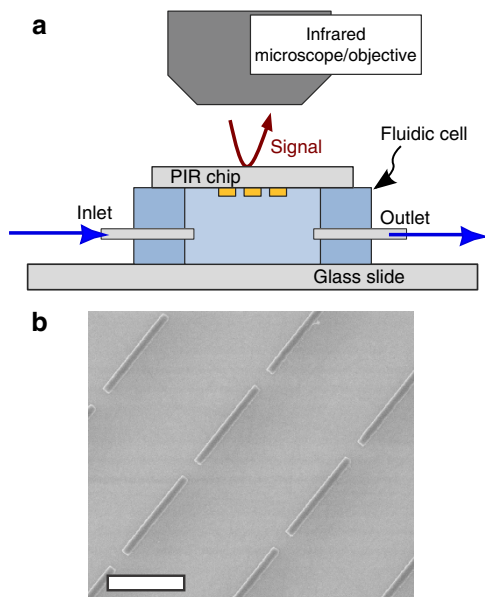 a
Infrared
microscope/objective
Signal
Fluidic cell
PIR chip
Inlet
Outlet
Glass slide
b